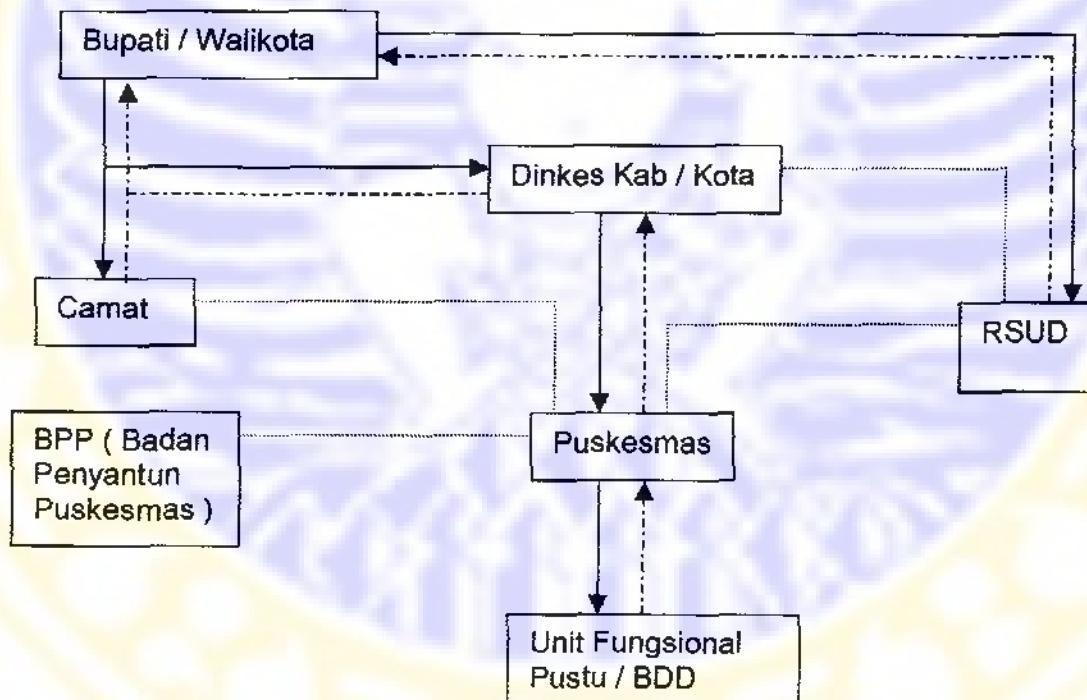 Bupati / Walikota
Dinkes Kab / Kota
Camat
RSUD
BPP ( Badan
Penyantun
Puskesmas )
Puskesmas
Unit Fungsional
Pustu / BDD